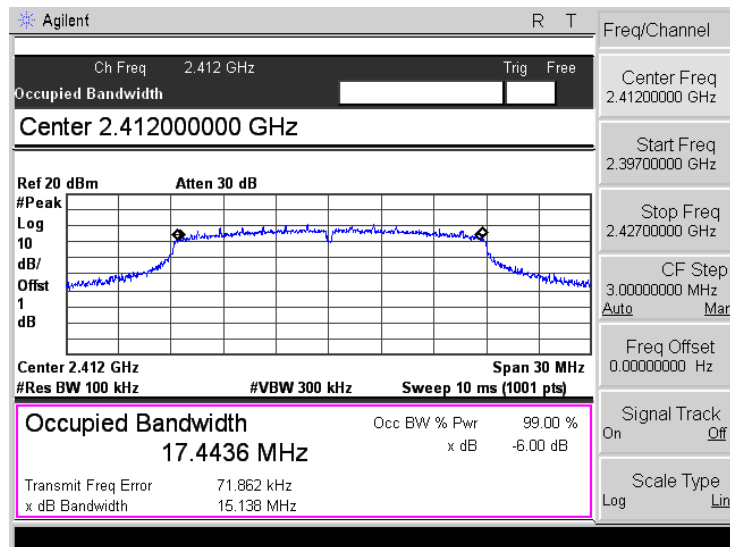 Agilent R T
Freq/Channel
Ch Freq 2.412 GHz Trig Free
Occupied Bandwidth
Center Freq
2.41200000 GHz
Center 2.412000000 GHz
Start Freq
2.39700000 GHz
Ref 20 dBm Atten 30 dB
#Peak
Log
10
dB/
Offst
1
dB
Stop Freq
2.42700000 GHz
CF Step
3.00000000 MHz
Auto Man
Center 2.412 GHz Span 30 MHz
#Res BW 100 kHz #VBW 300 kHz Sweep 10 ms (1001 pts)
Freq Offset
0.00000000 Hz
Occupied Bandwidth
17.4436 MHz
Occ BW % Pwr 99.00 %
x dB -6.00 dB
Transmit Freq Error 71.862 kHz
x dB Bandwidth 15.138 MHz
Signal Track
On Off
Scale Type
Log Lin